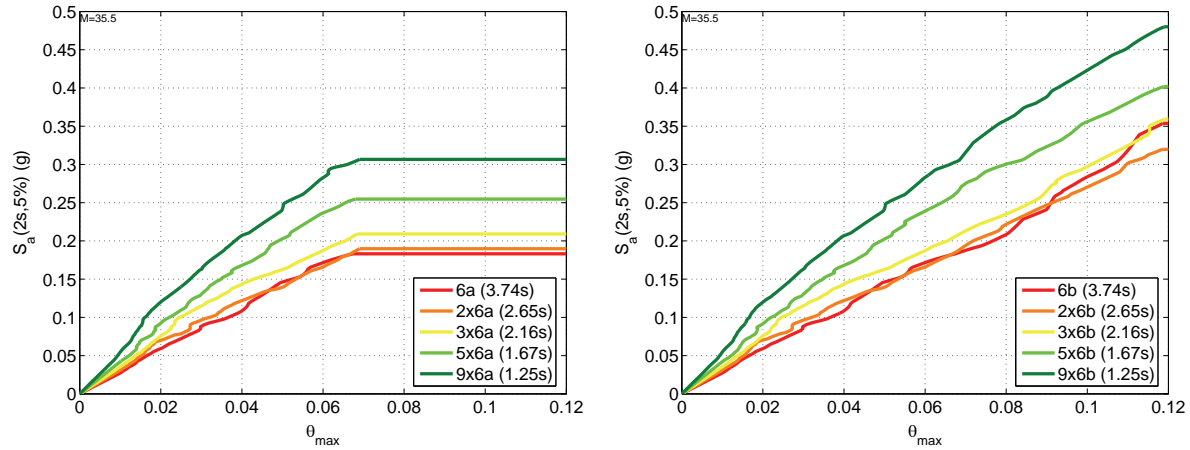 M=35.5
0.5
0.45
0.4
0.35
0.3
0.25
0.2
0.15
0.1
0.05
0
Sa(2s,5%) (g)
6a (3.74s)
2x6a (2.65s)
3x6a (2.16s)
5x6a (1.67s)
9x6a (1.25s)
0 0.02 0.04 0.06 0.08 0.1 0.12
θmax
M=35.5
0.5
0.45
0.4
0.35
0.3
0.25
0.2
0.15
0.1
0.05
0
Sa(2s,5%) (g)
6b (3.74s)
2x6b (2.65s)
3x6b (2.16s)
5x6b (1.67s)
9x6b (1.25s)
0 0.02 0.04 0.06 0.08 0.1 0.12
θmax